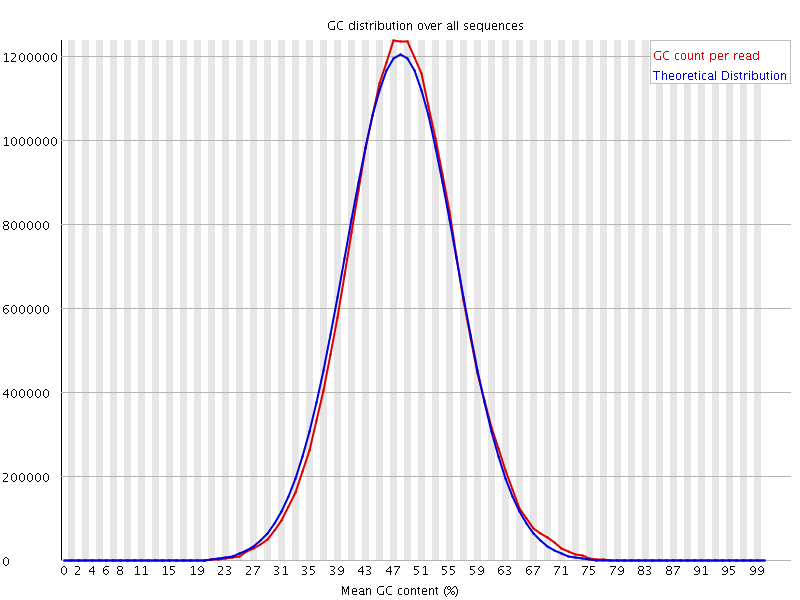 GC distribution over all sequences
GC count per read
Theoretical Distribution
1200000
1000000
800000
600000
400000
200000
0
0 2 4 6 8 11 15 19 23 27 31 35 39 43 47 51 55 59 63 67 71 75 79 83 87 91 95 99
Mean GC content (%)